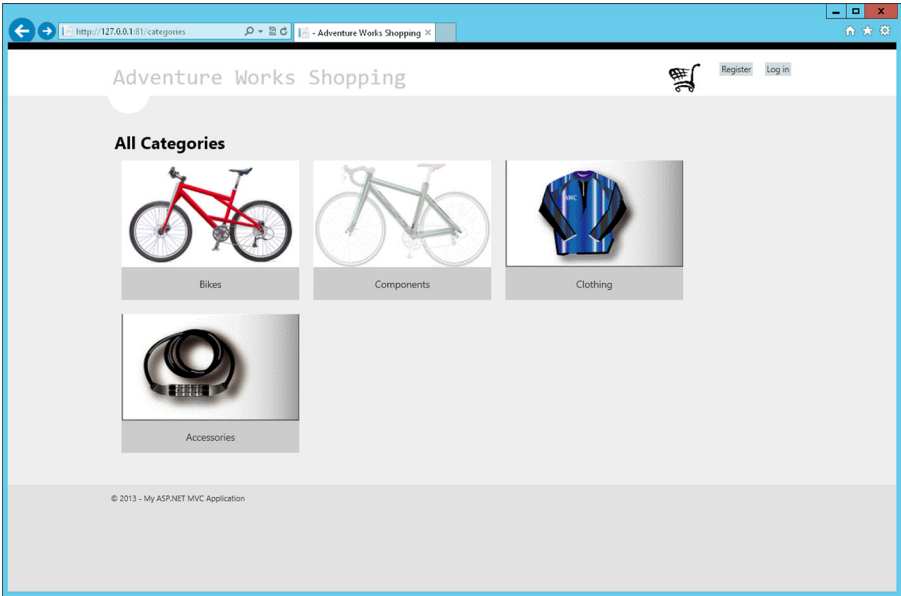 http://127.0.0.1:81/categories
- Adventure Works Shopping
Adventure Works Shopping
Register
Log in
All Categories
Bikes
Components
AWC
Clothing
Accessories
© 2013 - My ASP.NET MVC Application